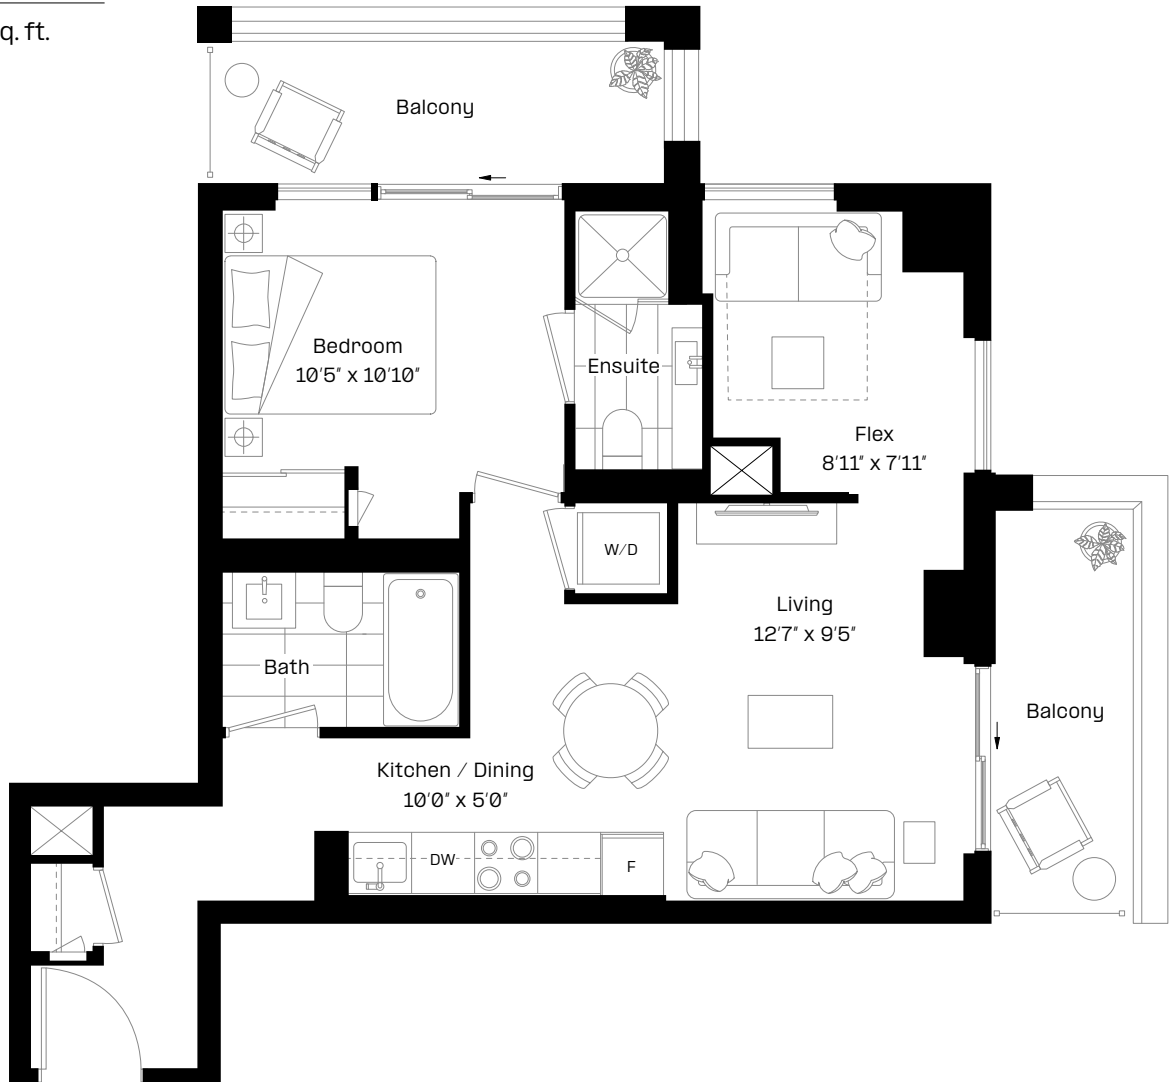 q. ft.
Balcony
Bedroom
10'5" x 10'10"
Ensuite
Flex
8'11" x 7'11"
W/D
Living
12'7" x 9'5"
Bath
Balcony
Kitchen / Dining
10'0" x 5'0"
DW
F